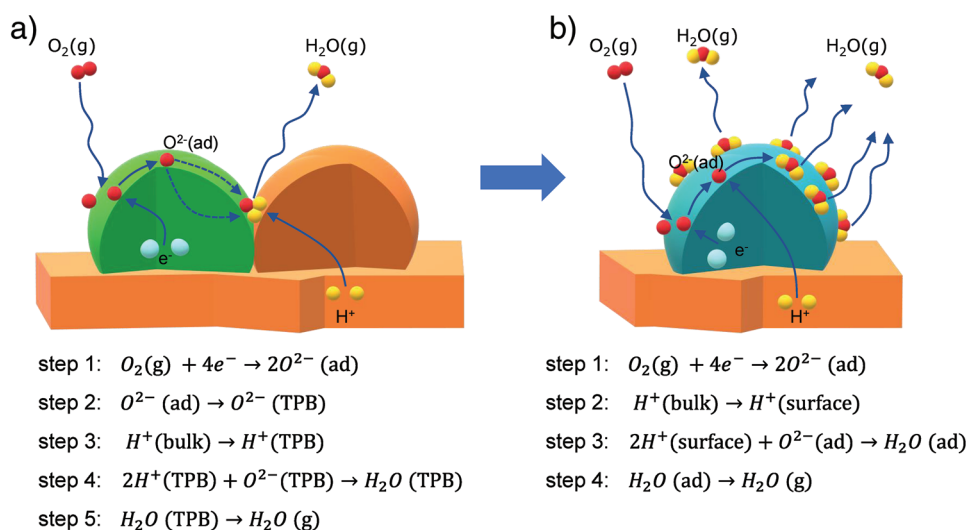 a)
O₂(g)
H₂O(g)
O²⁻(ad)
e⁻
H⁺
step 1: O₂(g) + 4e⁻ → 2O²⁻ (ad)
step 2: O²⁻ (ad) → O²⁻ (TPB)
step 3: H⁺(bulk) → H⁺(TPB)
step 4: 2H⁺(TPB) + O²⁻(TPB) → H₂O (TPB)
step 5: H₂O (TPB) → H₂O (g)
b)
O₂(g)
H₂O(g)
H₂O(g)
O²⁻(ad)
e⁻
H⁺
step 1: O₂(g) + 4e⁻ → 2O²⁻ (ad)
step 2: H⁺(bulk) → H⁺(surface)
step 3: 2H⁺(surface) + O²⁻(ad) → H₂O (ad)
step 4: H₂O (ad) → H₂O (g)